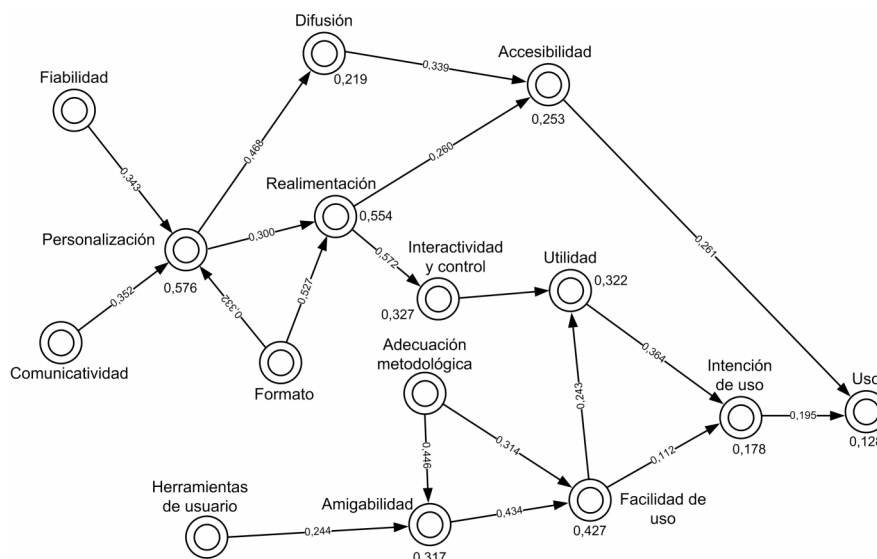 Difusión
0,219
Accesibilidad
0,253
0,339
Fiabilidad
0,343
0,468
0,260
Realimentación
0,554
Personalización
0,576
0,300
0,572
0,261
Interactividad
y control
0,327
Utilidad
0,322
0,352
0,332
0,527
Comunicatividad
Formato
Adecuación
metodológica
0,243
0,364
Intención
de uso
0,178
0,195
Uso
0,128
0,314
0,446
0,112
Herramientas
de usuario
0,244
Amigabilidad
0,317
0,434
0,427
Facilidad de
uso